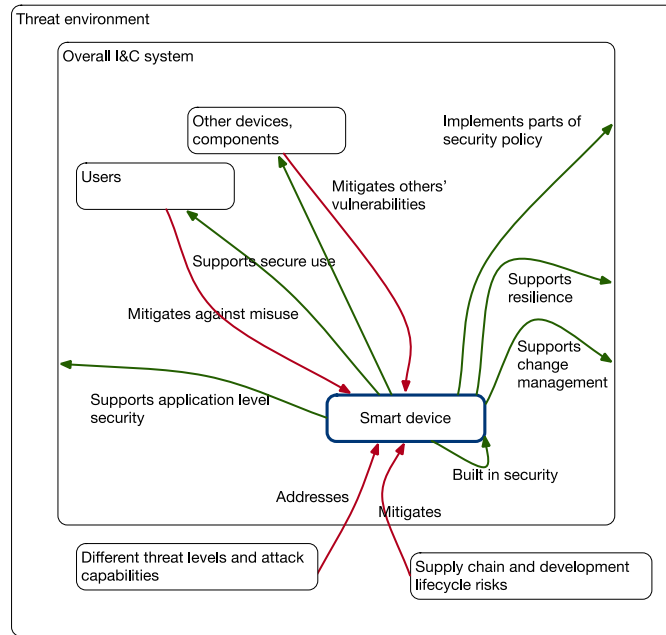 Threat environment
Overall I&C system
Other devices,
components
Implements parts of
security policy
Users
Mitigates others’
vulnerabilities
Supports secure use
Supports
resilience
Mitigates against misuse
Supports
change
management
Supports application level
security
Smart device
Built in security
Addresses
Mitigates
Different threat levels and attack
capabilities
Supply chain and development
lifecycle risks